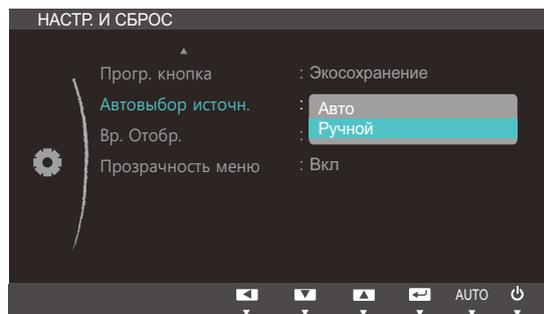 НАСТР. И СБРОС
Прогр. кнопка : Экосохранение
Автовыбор источн. : Авто
Ручной
Вр. Отобр. :
Прозрачность меню : Вкл
AUTO